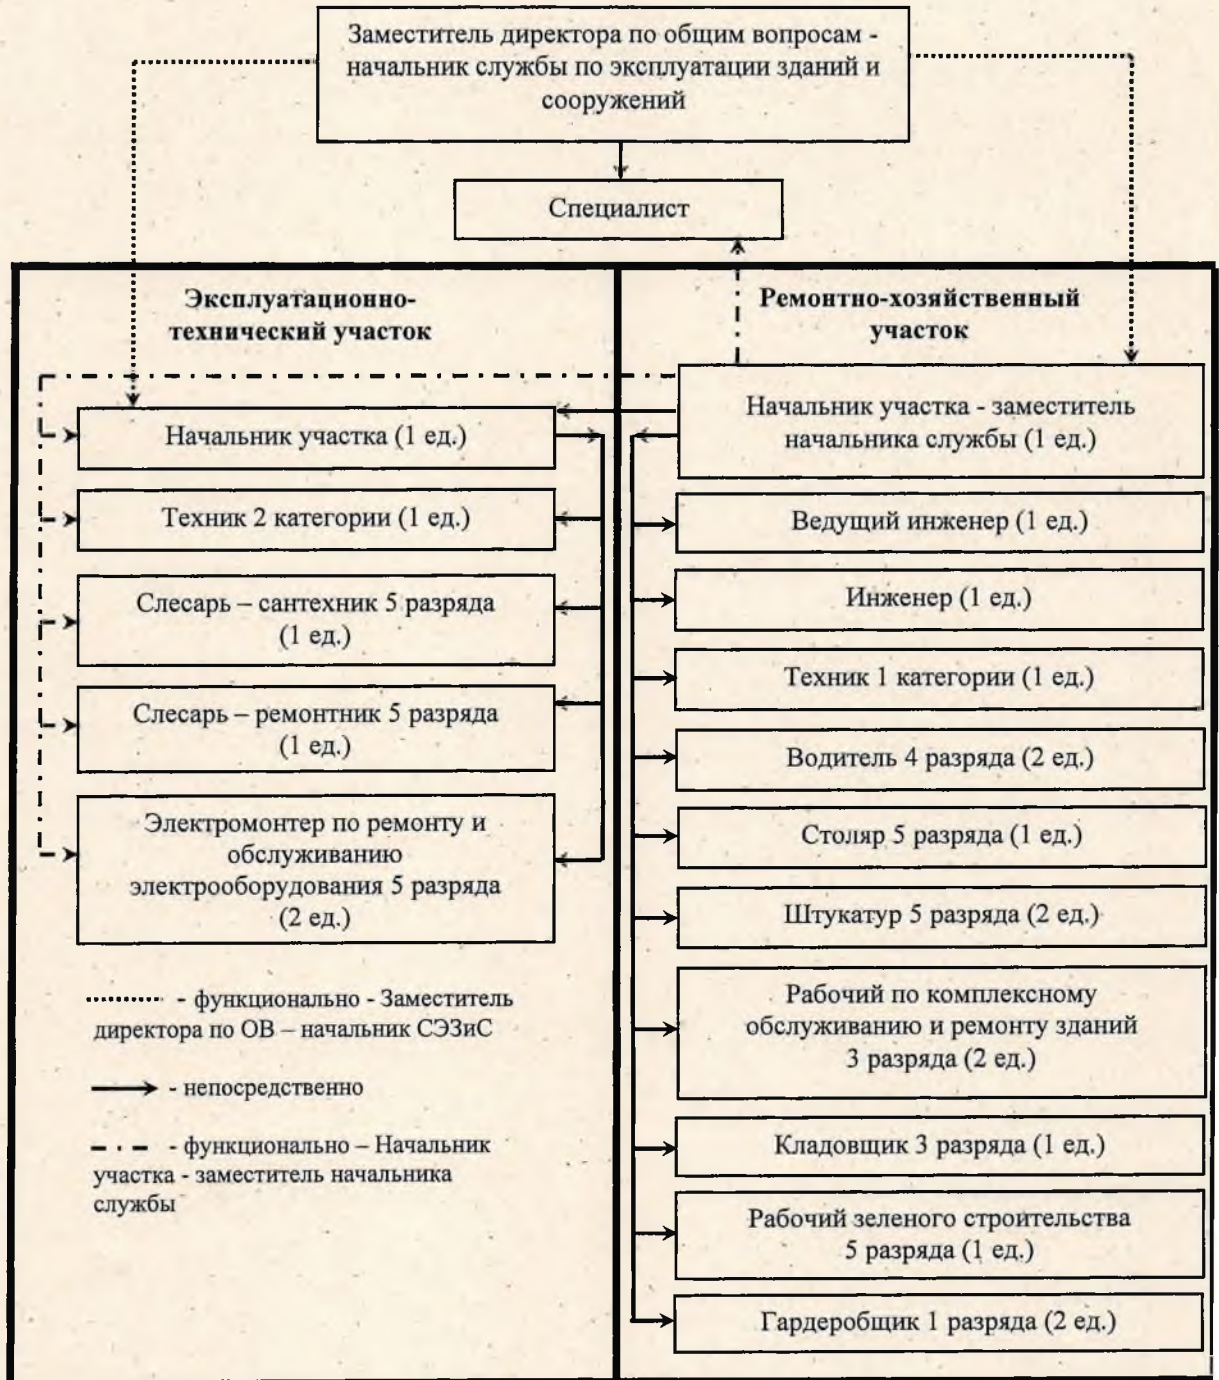 Заместитель директора по общим вопросам -
начальник службы по эксплуатации зданий и
сооружений
Специалист
Эксплуатационно-
технический участок
Начальник участка (1 ед.)
Техник 2 категории (1 ед.)
Слесарь – сантехник 5 разряда
(1 ед.)
Слесарь – ремонтник 5 разряда
(1 ед.)
Электромонтер по ремонту и
обслуживанию
электрооборудования 5 разряда
(2 ед.)
- функционально - Заместитель
директора по ОВ – начальник СЭЗиС
- непосредственно
- функционально – Начальник
участка - заместитель начальника
службы
Ремонтно-хозяйственный
участок
Начальник участка - заместитель
начальника службы (1 ед.)
Ведущий инженер (1 ед.)
Инженер (1 ед.)
Техник 1 категории (1 ед.)
Водитель 4 разряда (2 ед.)
Столяр 5 разряда (1 ед.)
Штукатур 5 разряда (2 ед.)
Рабочий по комплексному
обслуживанию и ремонту зданий
3 разряда (2 ед.)
Кладовщик 3 разряда (1 ед.)
Рабочий зеленого строительства
5 разряда (1 ед.)
Гардеробщик 1 разряда (2 ед.)